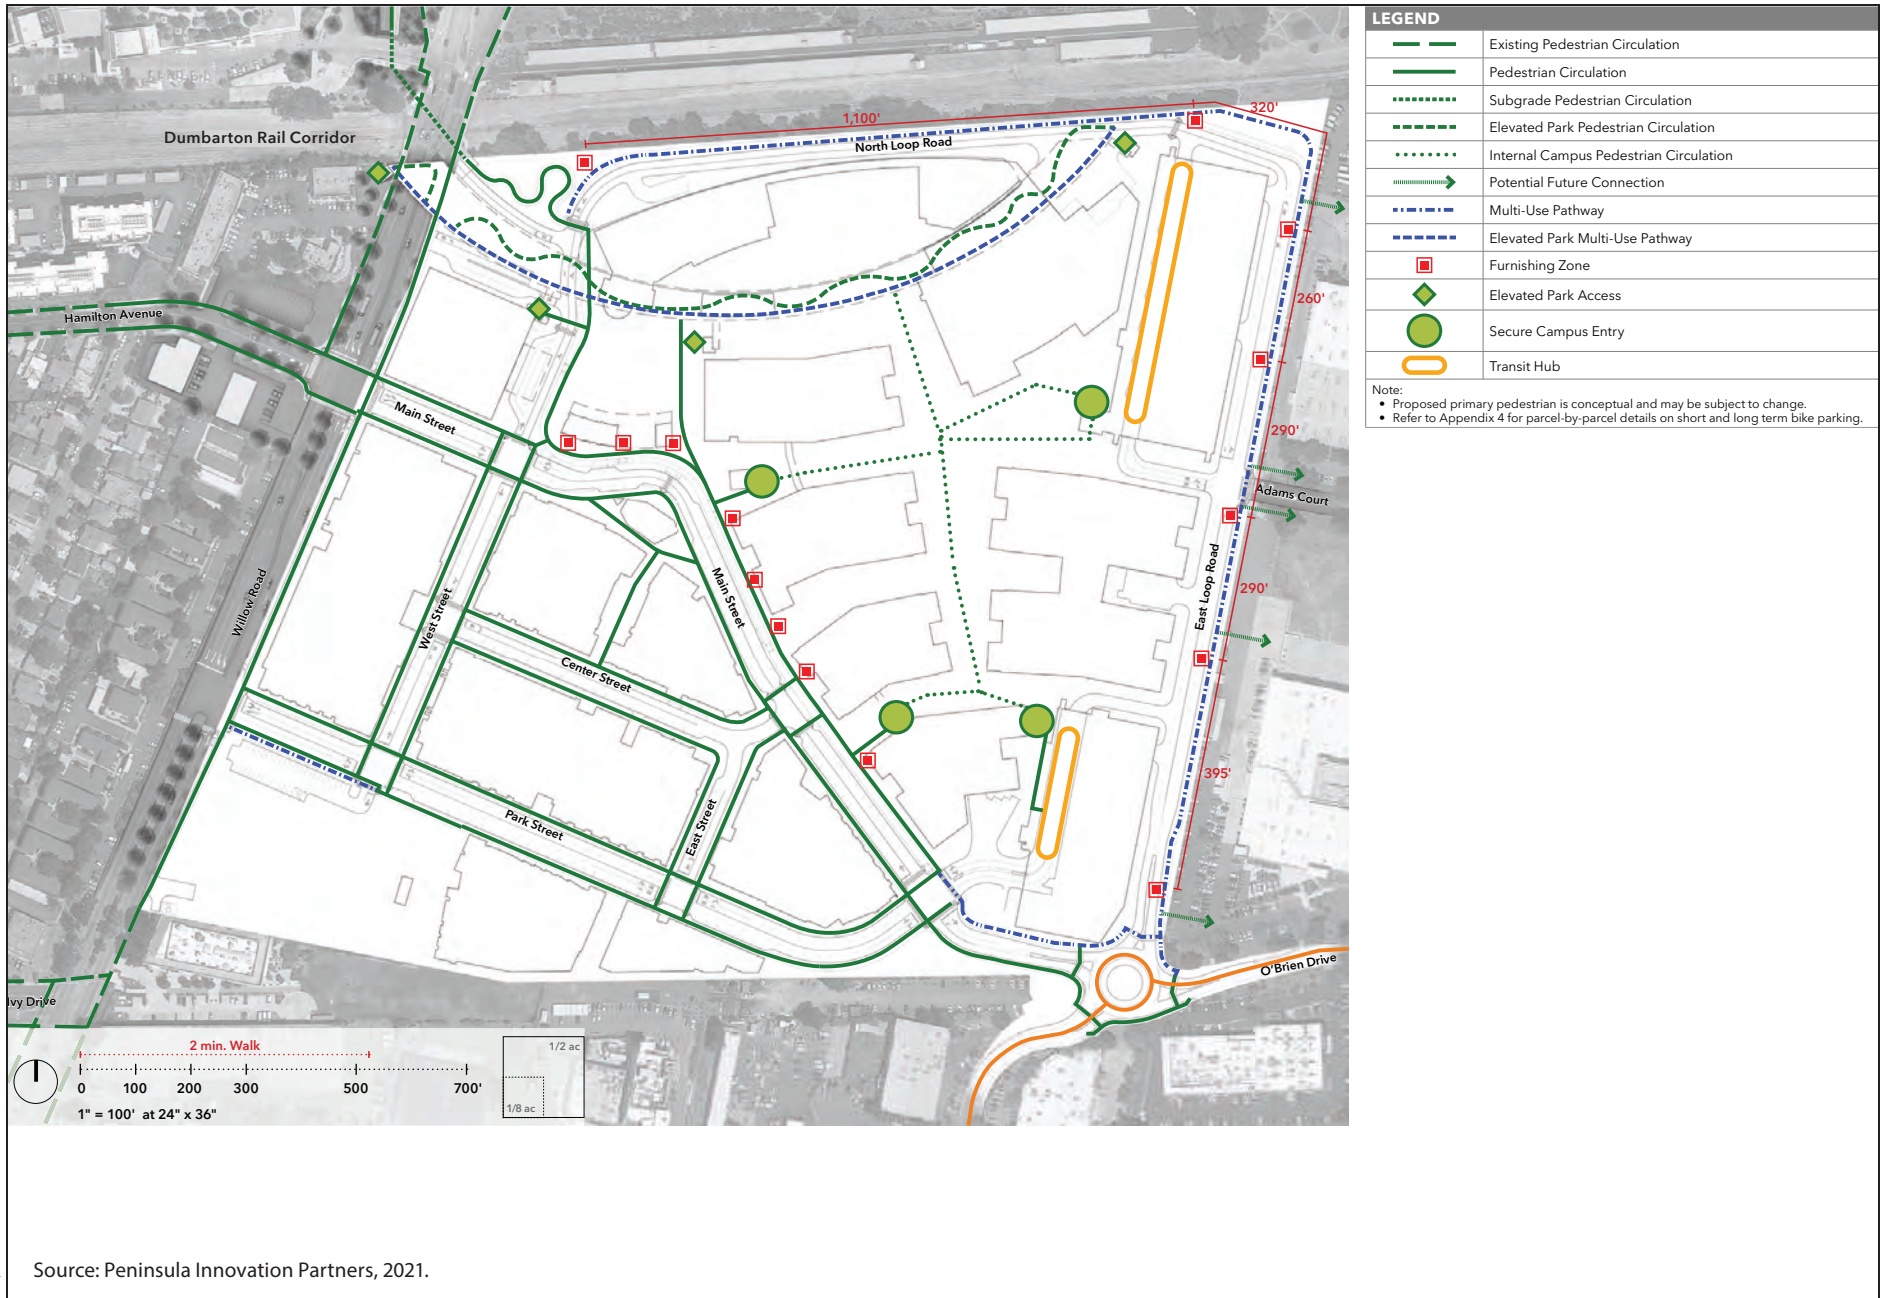 Dumbarton Rail Corridor
1,100'
320'
North Loop Road
Hamilton Avenue
260'
Main Street
290'
Adams Court
Willow Road
West Street
Main Street
East Loop Road
290'
Center Street
395'
Park Street
East Street
O'Brien Drive
Ivy Drive
2 min. Walk
0 100 200 300 500 700'
1" = 100' at 24" x 36"
1/2 ac
1/8 ac
LEGEND
Existing Pedestrian Circulation
Pedestrian Circulation
Subgrade Pedestrian Circulation
Elevated Park Pedestrian Circulation
Internal Campus Pedestrian Circulation
Potential Future Connection
Multi-Use Pathway
Elevated Park Multi-Use Pathway
Furnishing Zone
Elevated Park Access
Secure Campus Entry
Transit Hub
Note:
• Proposed primary pedestrian is conceptual and may be subject to change.
• Refer to Appendix 4 for parcel-by-parcel details on short and long term bike parking.
Source: Peninsula Innovation Partners, 2021.